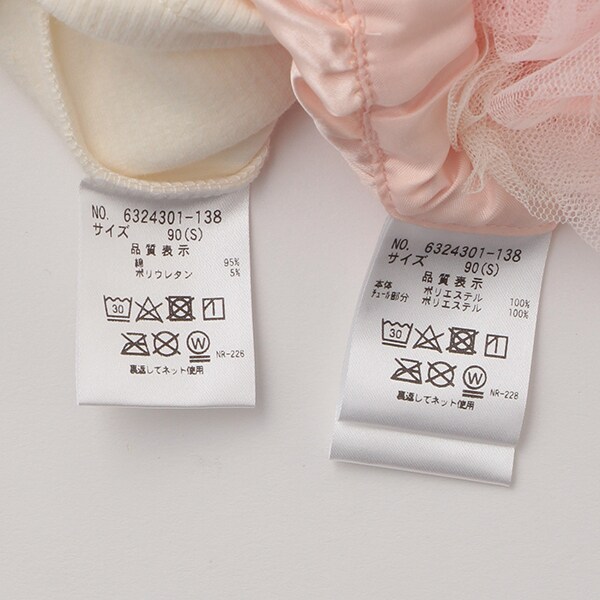 NO. 6324301-138
サイズ 90(S)
品質表示
綿 95%
ポリウレタン 5%
30
W
NR-226
裏返してネット使用
NO. 6324301-138
サイズ 90(S)
品質表示
本体 ポリエステル 100%
チュール部分 ポリエステル 100%
30
W
NR-228
裏返してネット使用